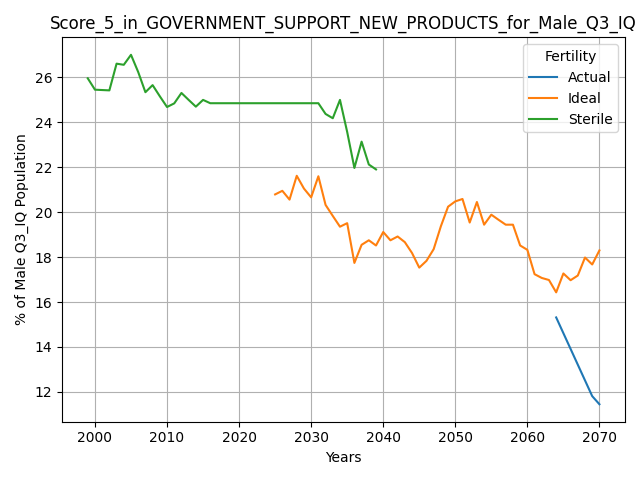 Score_5_in_GOVERNMENT_SUPPORT_NEW_PRODUCTS_for_Male_Q3_IQ
Fertility
Actual
Ideal
Sterile
% of Male Q3_IQ Population
26
24
22
20
18
16
14
12
2000 2010 2020 2030 2040 2050 2060 2070
Years